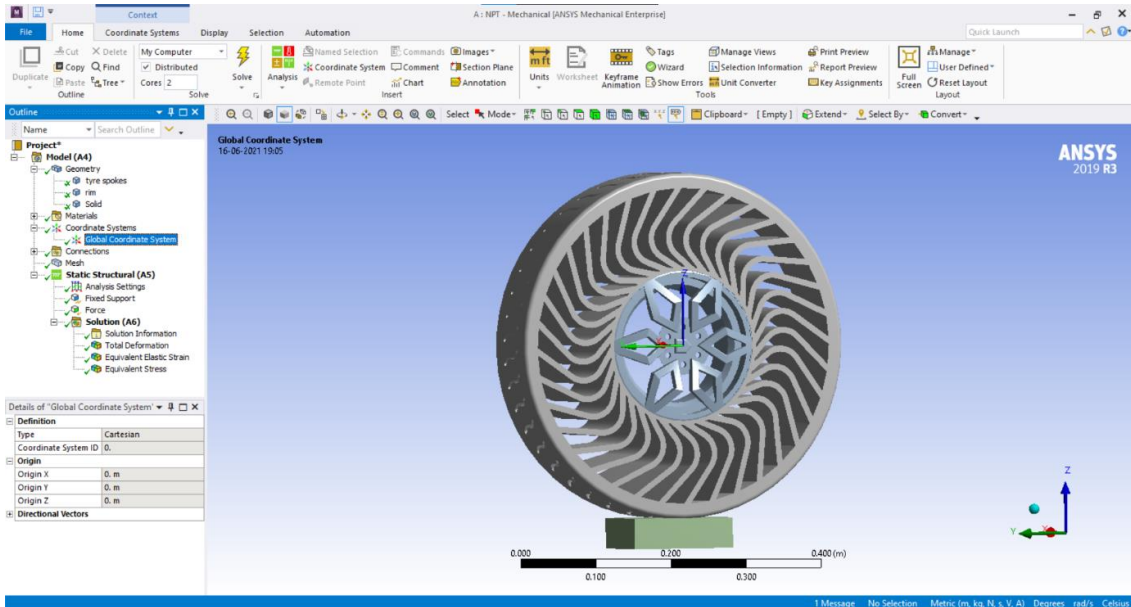 Context
A : NPT - Mechanical [ANSYS Mechanical Enterprise]
File Home Coordinate Systems Display Selection Automation
Quick Launch
Duplicate
Cut
Copy
Paste
Delete
Find
Tree
Outline
My Computer
Distributed
Cores 2
Solve
Solve
Analysis
Named Selection
Coordinate System
Remote Point
Commands
Comment
Chart
Images
Section Plane
Annotation
Insert
Units
Worksheet
Keyframe
Animation
Tags
Wizard
Show Errors
Manage Views
Selection Information
Unit Converter
Print Preview
Report Preview
Key Assignments
Tools
Full
Screen
Manage
User Defined
Reset Layout
Layout
Outline
Name Search Outline
Select Mode Clipboard [ Empty ] Extend Select By Convert
Project*
Model (A4)
Geometry
tyre spokes
rim
Solid
Materials
Coordinate Systems
Global Coordinate System
Connections
Mesh
Static Structural (A5)
Analysis Settings
Fixed Support
Force
Solution (A6)
Solution Information
Total Deformation
Equivalent Elastic Strain
Equivalent Stress
Details of "Global Coordinate System"
Definition
Type Cartesian
Coordinate System ID 0.
Origin
Origin X 0. m
Origin Y 0. m
Origin Z 0. m
Directional Vectors
Global Coordinate System
16-06-2021 19:05
ANSYS
2019 R3
Z
Z
Y X
0.000 0.200 0.400 (m)
0.100 0.300
1 Message No Selection Metric (m, kg, N, s, V, A) Degrees rad/s Celsius